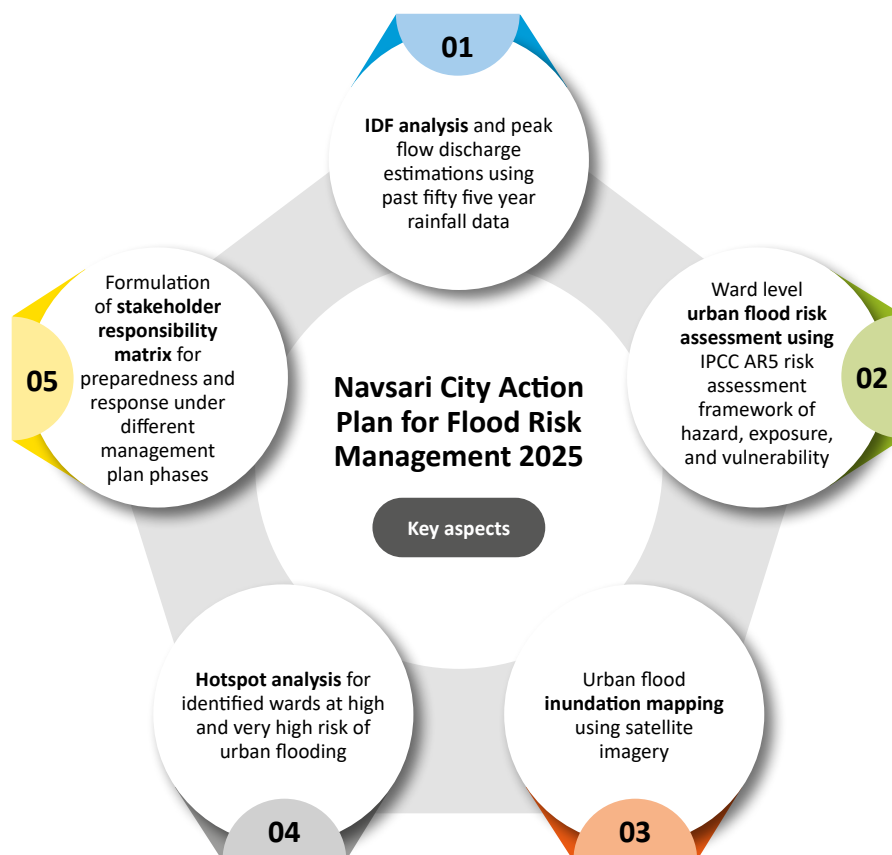 Navsari City Action
Plan for Flood Risk
Management 2025
Key aspects
01
IDF analysis and peak
flow discharge
estimations using
past fifty five year
rainfall data
02
Ward level
urban flood risk
assessment using
IPCC AR5 risk
assessment
framework of
hazard, exposure,
and vulnerability
03
Urban flood
inundation mapping
using satellite
imagery
04
Hotspot analysis for
identified wards at high
and very high risk of
urban flooding
05
Formulation
of stakeholder
responsibility
matrix for
preparedness and
response under
different
management
plan phases